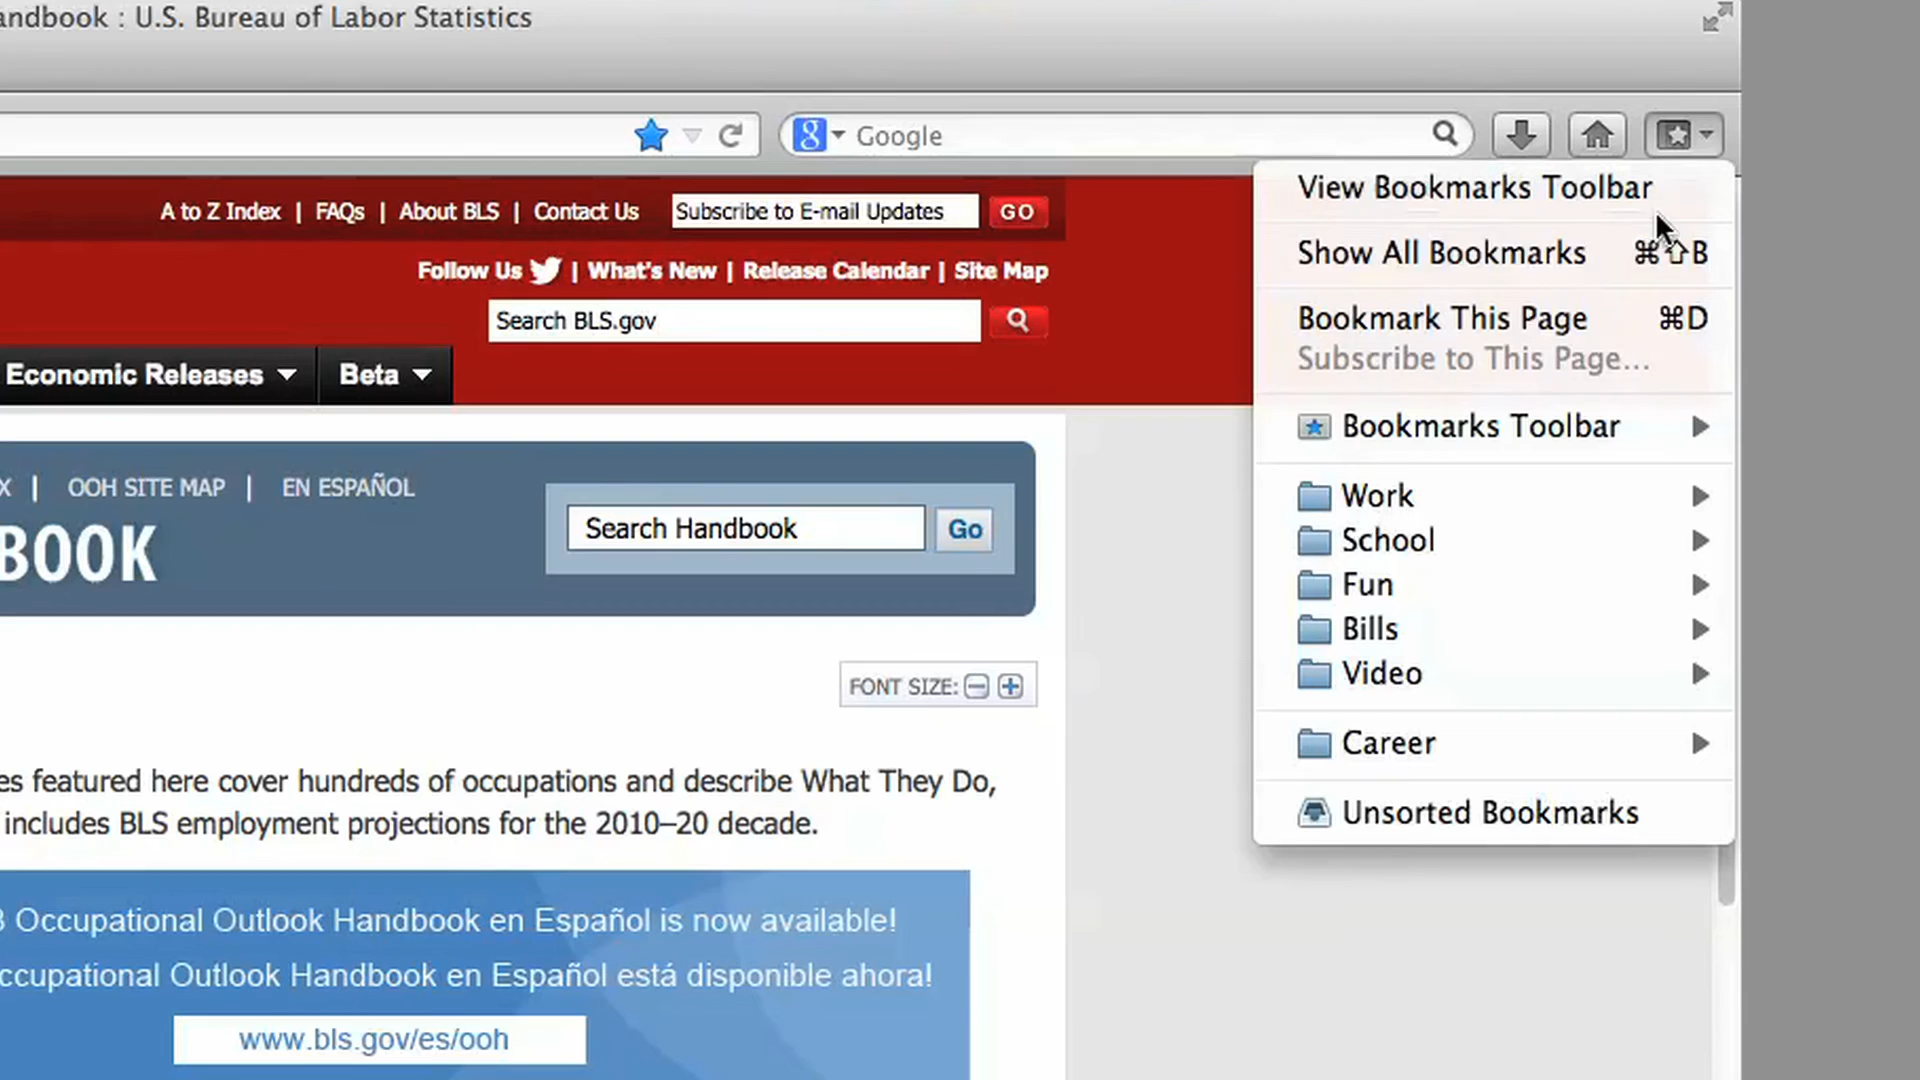 andbook : U.S. Bureau of Labor Statistics
Google
A to Z Index | FAQs | About BLS | Contact Us Subscribe to E-mail Updates GO
Follow Us | What's New | Release Calendar | Site Map
Search BLS.gov
Economic Releases Beta
X | OOH SITE MAP | EN ESPAÑOL
BOOK
Search Handbook Go
FONT SIZE:
es featured here cover hundreds of occupations and describe What They Do,
includes BLS employment projections for the 2010–20 decade.
Occupational Outlook Handbook en Español is now available!
ccupational Outlook Handbook en Español está disponible ahora!
www.bls.gov/es/ooh
View Bookmarks Toolbar
Show All Bookmarks ⌘⇧B
Bookmark This Page ⌘D
Subscribe to This Page...
Bookmarks Toolbar
Work
School
Fun
Bills
Video
Career
Unsorted Bookmarks